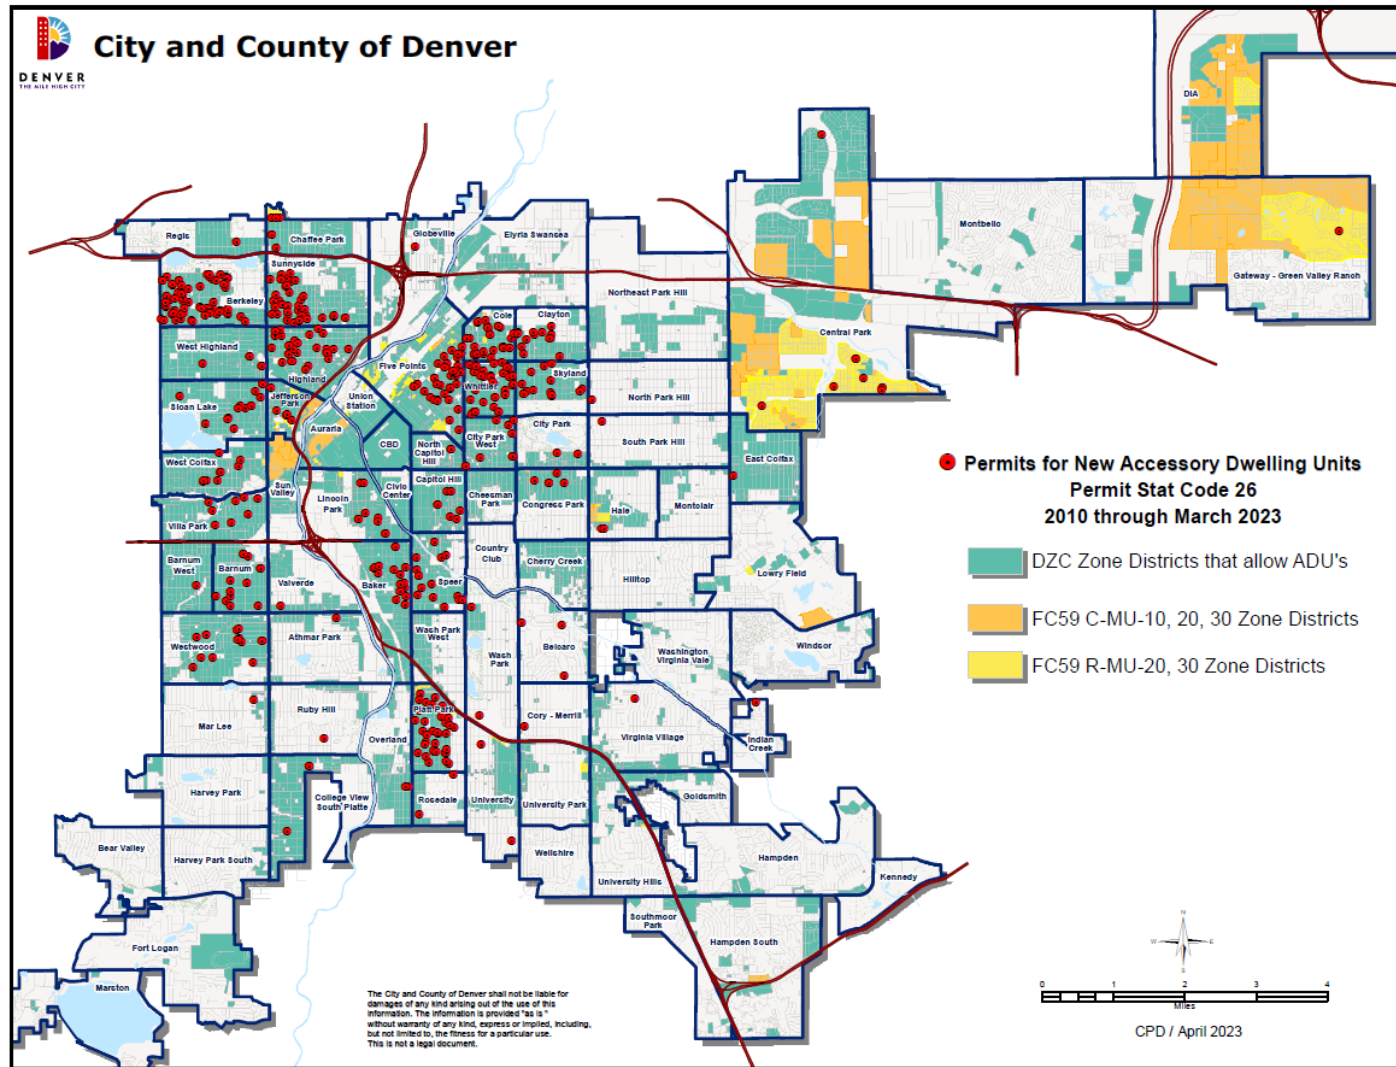 City and County of Denver
DENVER
THE MILE HIGH CITY
DIA
Regis
Chaffee Park
Globeville
Elyria Swansea
Montbello
Sunnyside
Berkeley
Northeast Park Hill
Gateway - Green Valley Ranch
Cole
Clayton
Central Park
West Highland
Highland
Five Points
Whittier
Skyland
Jefferson
Park
Union
Station
North Park Hill
Sloan Lake
Auraria
City Park
CBD
North
Capitol
Hill
City Park
West
South Park Hill
West Colfax
East Colfax
Sun
Valley
Lincoln
Park
Civic
Center
Capitol Hill
Cheesman
Park
Congress Park
Hale
Montclair
Villa Park
Barnum
West
Barnum
Valverde
Baker
Speer
Country
Club
Cherry Creek
Hilltop
Lowry Field
Westwood
Athmar Park
Wash Park
West
Wash
Park
Belcaro
Washington
Virginia Vale
Windsor
Mar Lee
Ruby Hill
Overland
Platt Park
Cory - Merrill
Virginia Village
Indian
Creek
Harvey Park
College View
South Platte
Rosedale
University
University Park
Goldsmith
Bear Valley
Harvey Park South
Wellshire
University Hills
Hampden
Kennedy
Fort Logan
Southmoor
Park
Hampden South
Marston
Permits for New Accessory Dwelling Units
Permit Stat Code 26
2010 through March 2023
DZC Zone Districts that allow ADU's
FC59 C-MU-10, 20, 30 Zone Districts
FC59 R-MU-20, 30 Zone Districts
The City and County of Denver shall not be liable for
damages of any kind arising out of the use of this
information. The information is provided "as is"
without warranty of any kind, express or implied, including,
but not limited to, the fitness for a particular use.
This is not a legal document.
N
W
E
S
0 1 2 3 4
Miles
CPD / April 2023